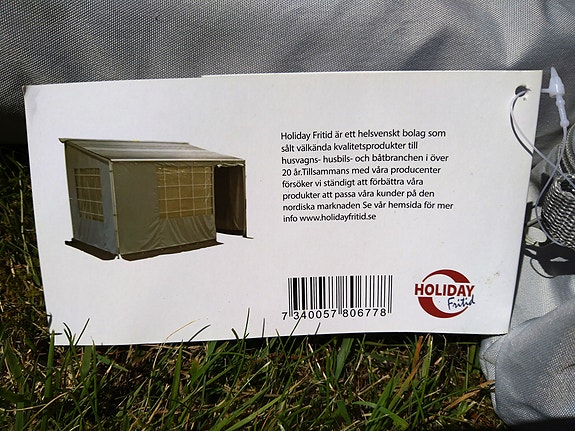 Holiday Fritid är ett helsvenskt bolag som
sålt välkända kvalitetsprodukter till
husvagns- husbils- och båtbranchen i över
20 år.Tillsammans med våra producenter
försöker vi ständigt att förbättra våra
produkter att passa våra kunder på den
nordiska marknaden Se vår hemsida för mer
info www.holidayfritid.se
7 340057 806778
HOLIDAY
Fritid